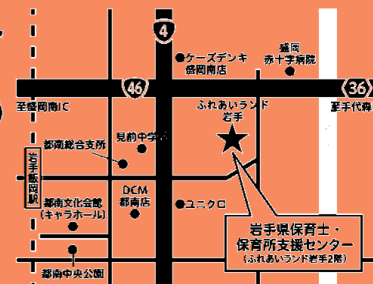 4
ケーズデンキ
盛岡南店
盛岡
赤十字病院
46
36
至盛岡南IC
ふれあいランド
岩手
至手代森
都南総合支所
見前中学
岩手飯岡駅
都南文化会館
(キャラホール)
DCM
都南店
ユニクロ
岩手県保育士・
保育所支援センター
(ふれあいランド岩手2階)
都南中央公園